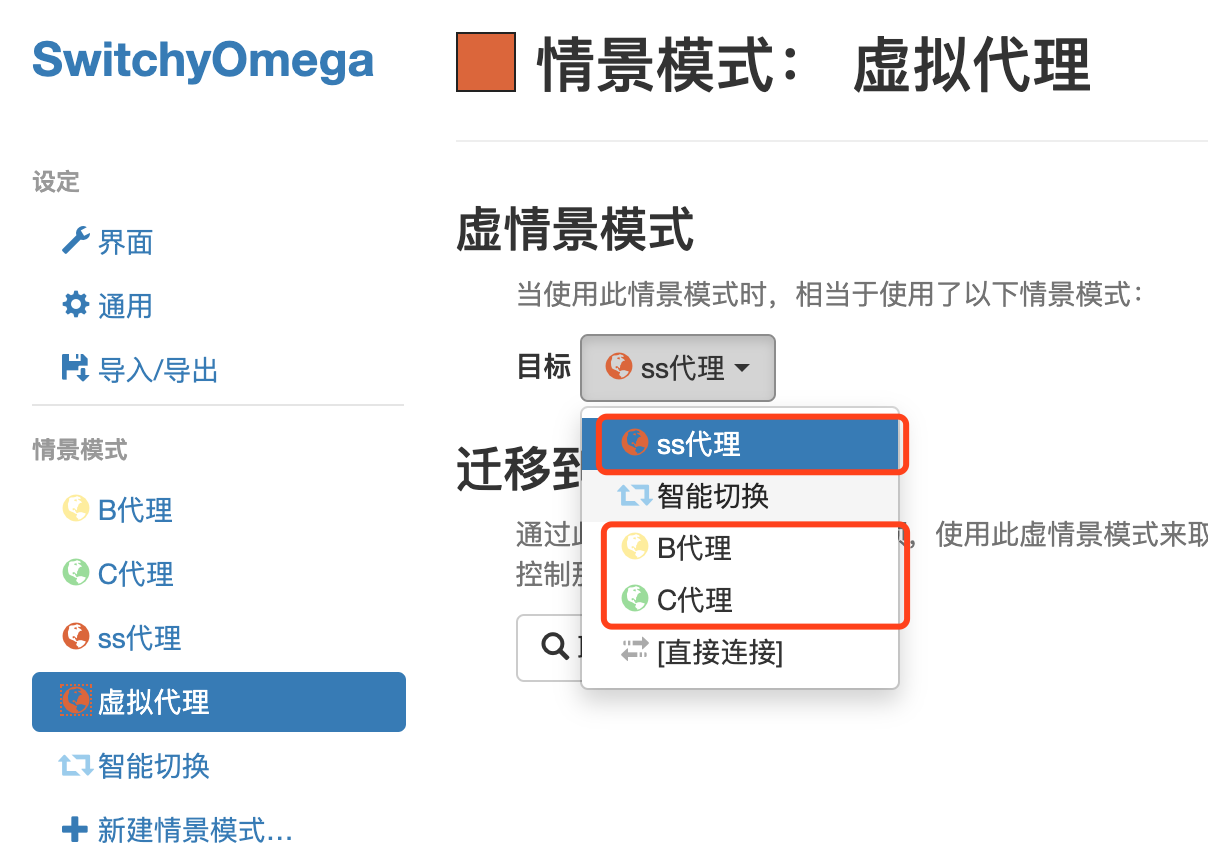 SwitchyOmega
设定
界面
通用
导入/导出
情景模式
B代理
C代理
ss代理
虚拟代理
智能切换
新建情景模式…
情景模式： 虚拟代理
虚情景模式
当使用此情景模式时，相当于使用了以下情景模式：
目标 ss代理
ss代理
智能切换
B代理
C代理
[直接连接]
迁移到
通过 ，使用此虚情景模式来取
控制